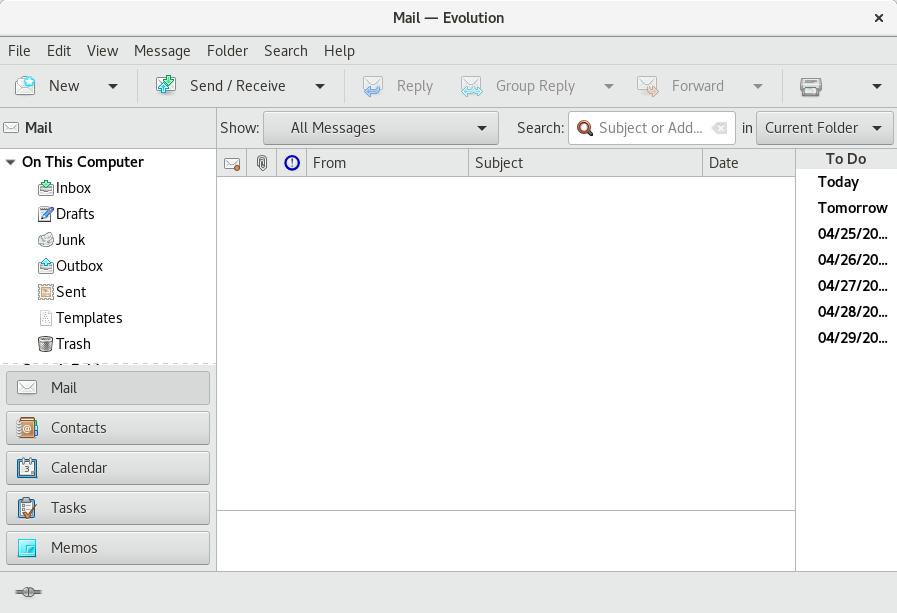 Mail — Evolution
File Edit View Message Folder Search Help
New Send / Receive Reply Group Reply Forward
Mail Show: All Messages Search: Subject or Add... in Current Folder
On This Computer From Subject Date To Do
Inbox
Drafts
Junk
Outbox
Sent
Templates
Trash
Today
Tomorrow
04/25/20...
04/26/20...
04/27/20...
04/28/20...
04/29/20...
Mail
Contacts
Calendar
Tasks
Memos